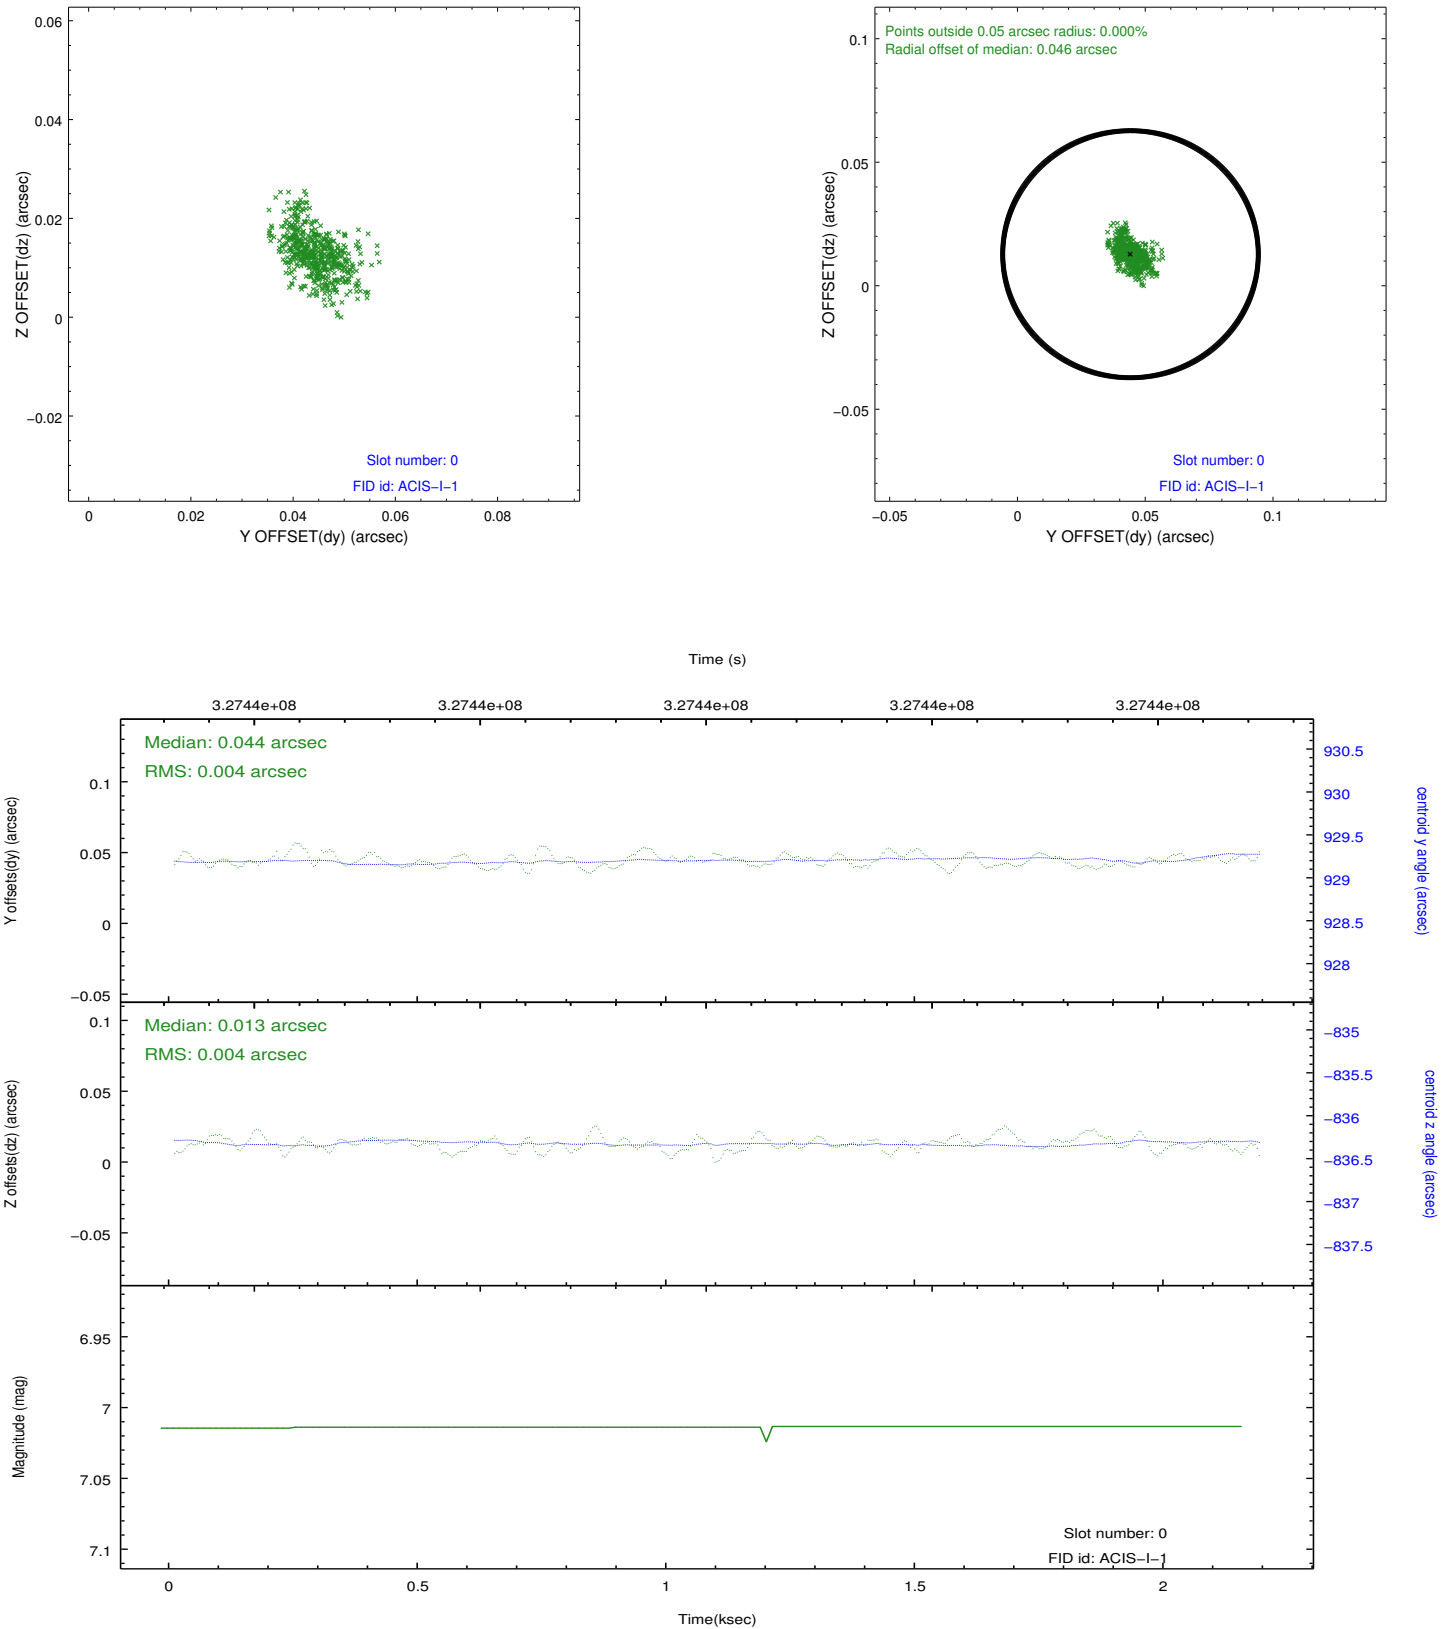 0.06
0.04
0.02
0
−0.02
Z OFFSET(dz) (arcsec)
Slot number: 0
FID id: ACIS−I−1
0
0.02
0.04
0.06
0.08
Y OFFSET(dy) (arcsec)
Points outside 0.05 arcsec radius: 0.000%
Radial offset of median: 0.046 arcsec
0.1
0.05
0
−0.05
Z OFFSET(dz) (arcsec)
Slot number: 0
FID id: ACIS−I−1
−0.05
0
0.05
0.1
Y OFFSET(dy) (arcsec)
Time (s)
3.2744e+08
3.2744e+08
3.2744e+08
3.2744e+08
3.2744e+08
Median: 0.044 arcsec
RMS: 0.004 arcsec
0.1
0.05
0
−0.05
Y offsets(dy) (arcsec)
930.5
930
929.5
929
928.5
928
centroid y angle (arcsec)
Median: 0.013 arcsec
RMS: 0.004 arcsec
0.1
0.05
0
−0.05
Z offsets(dz) (arcsec)
−835
−835.5
−836
−836.5
−837
−837.5
centroid z angle (arcsec)
6.95
7
7.05
7.1
Magnitude (mag)
Slot number: 0
FID id: ACIS−I−1
0
0.5
1
1.5
2
Time(ksec)